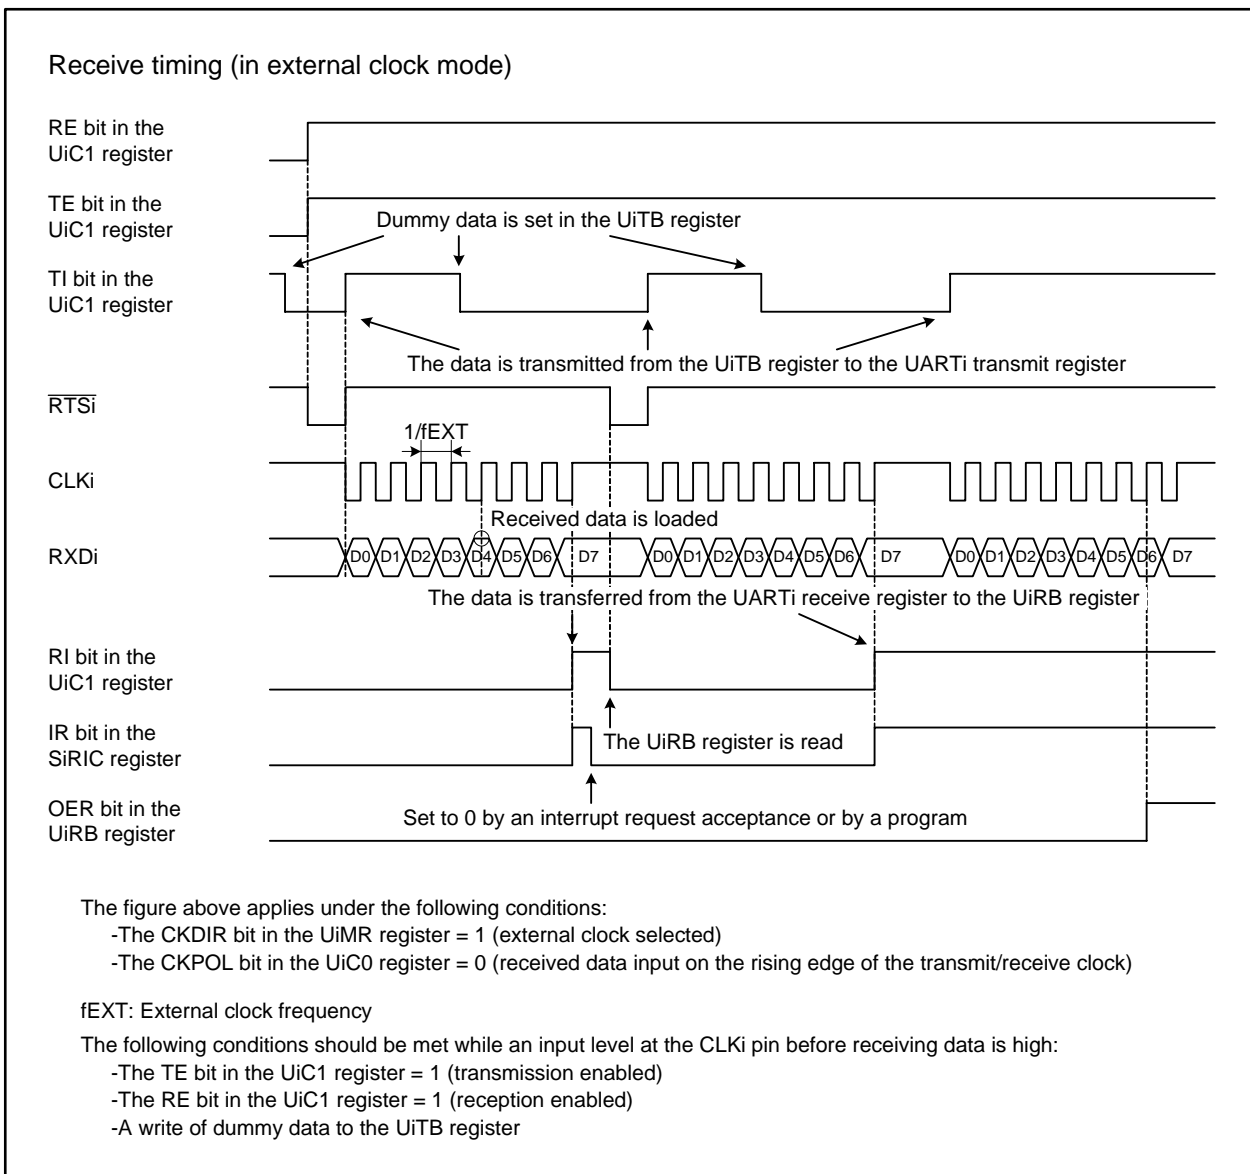 Receive timing (in external clock mode)
RE bit in the
UiC1 register
TE bit in the
UiC1 register
Dummy data is set in the UiTB register
TI bit in the
UiC1 register
The data is transmitted from the UiTB register to the UARTi transmit register
RTSi
1/fEXT
CLKi
Received data is loaded
RXDi
D0 D1 D2 D3 D4 D5 D6 D7 D0 D1 D2 D3 D4 D5 D6 D7 D0 D1 D2 D3 D4 D5 D6 D7
The data is transferred from the UARTi receive register to the UiRB register
RI bit in the
UiC1 register
The UiRB register is read
IR bit in the
SiRIC register
Set to 0 by an interrupt request acceptance or by a program
OER bit in the
UiRB register
The figure above applies under the following conditions:
-The CKDIR bit in the UiMR register = 1 (external clock selected)
-The CKPOL bit in the UiC0 register = 0 (received data input on the rising edge of the transmit/receive clock)
fEXT: External clock frequency
The following conditions should be met while an input level at the CLKi pin before receiving data is high:
-The TE bit in the UiC1 register = 1 (transmission enabled)
-The RE bit in the UiC1 register = 1 (reception enabled)
-A write of dummy data to the UiTB register